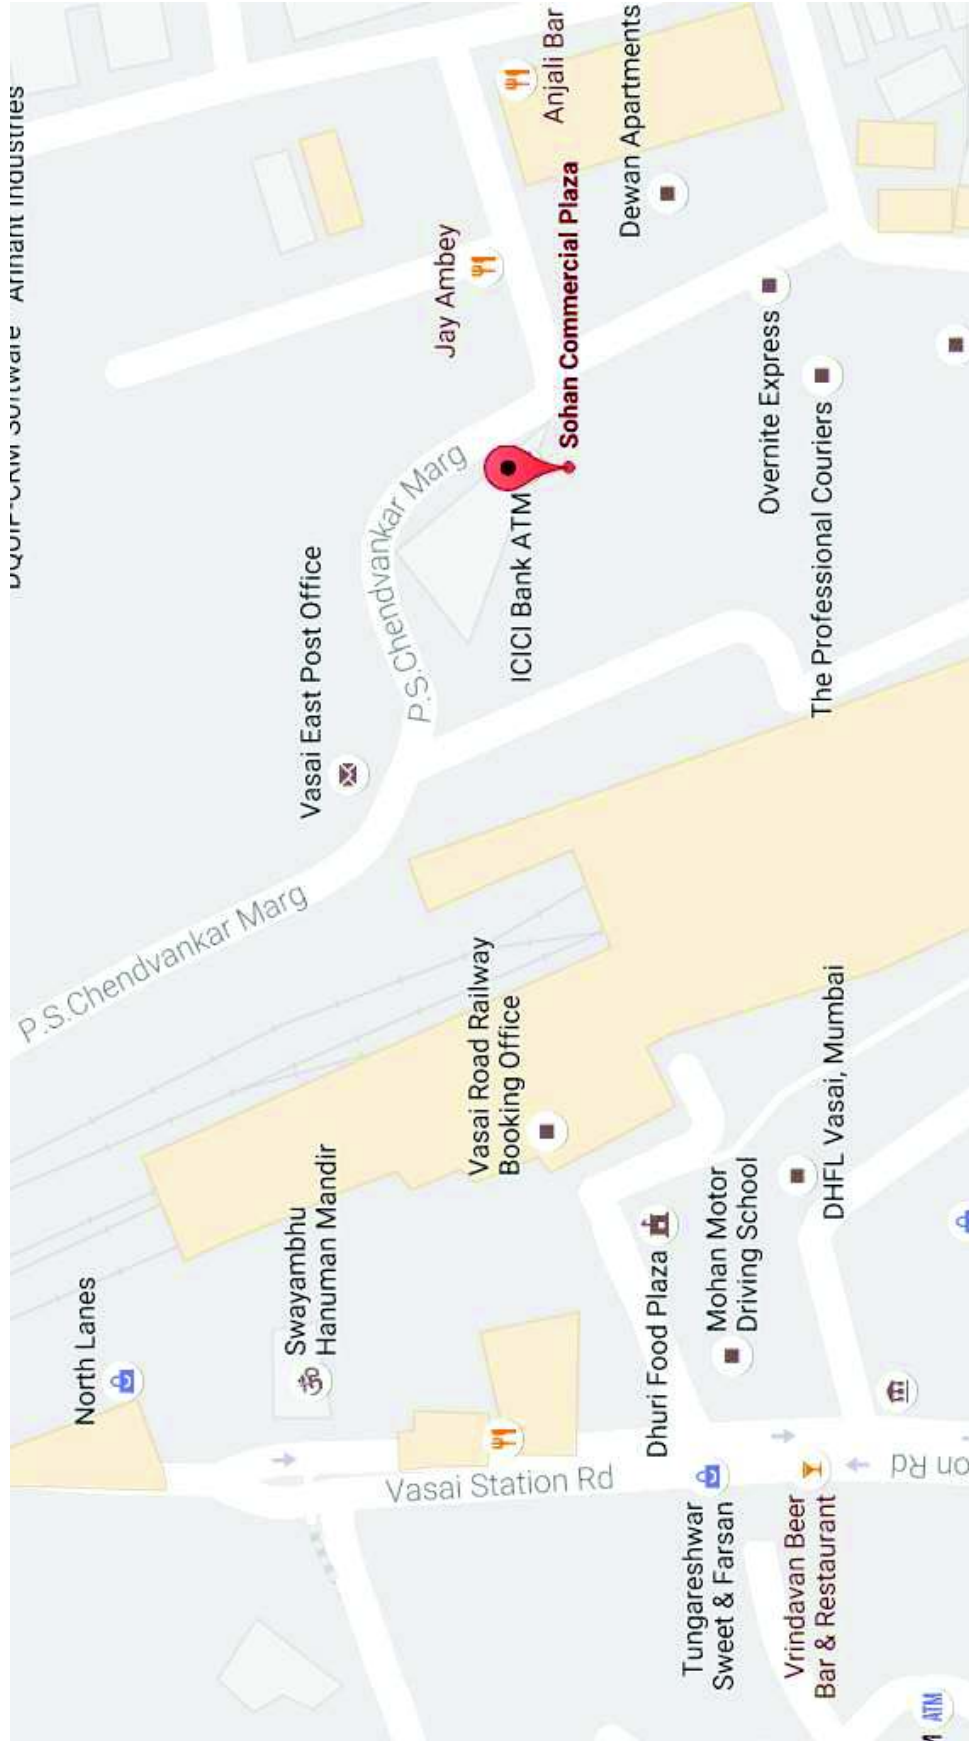 Software Arihant Industries
P.S.Chendvankar Marg
North Lanes
Swayambhu
Hanuman Mandir
Vasai East Post Office
P.S.Chendvankar Marg
Jay Ambey
Vasai Station Rd
Vasai Road Railway
Booking Office
ICICI Bank ATM
Anjali Bar
Sohan Commercial Plaza
Dewan Apartments
Dhuri Food Plaza
Tungareshwar
Sweet & Farsan
Mohan Motor
Driving School
Overnite Express
Vrindavan Beer
Bar & Restaurant
The Professional Couriers
DHFL Vasai, Mumbai
on Rd
ATM